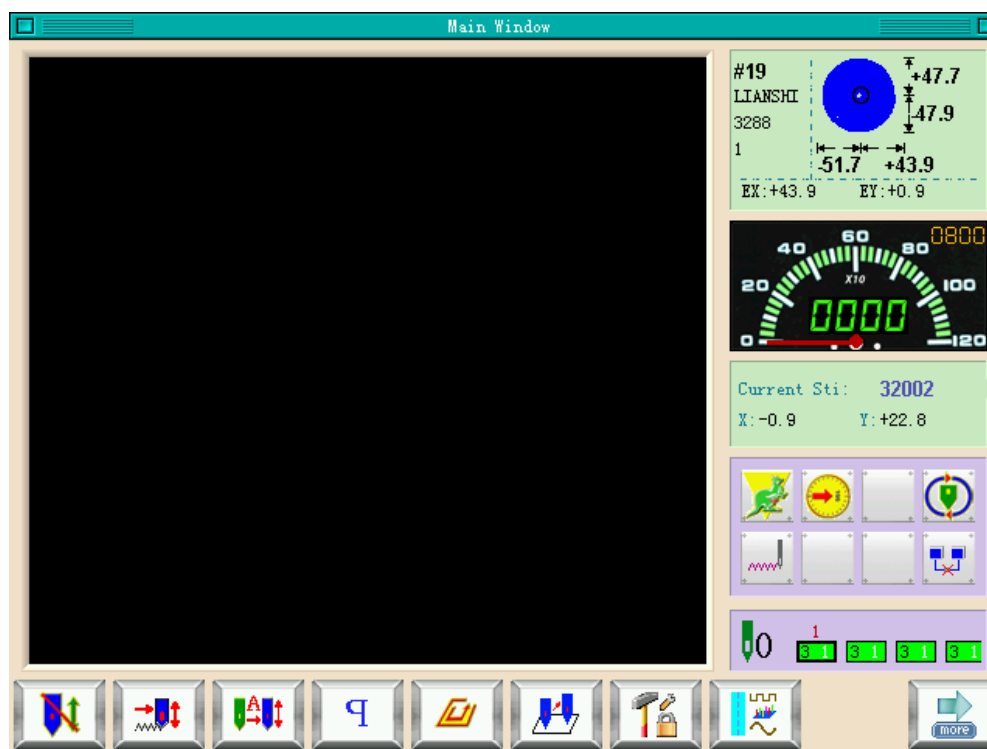 Main Window
#19
LIANSHI
3288
1
+47.7
-47.9
-51.7 +43.9
EX:+43.9 EY:+0.9
0800
0 20 40 60 80 100 120
X10
0000
Current Sti: 32002
X:-0.9 Y:+22.8
0
1
3 1 3 1 3 1 3 1
A
P
more